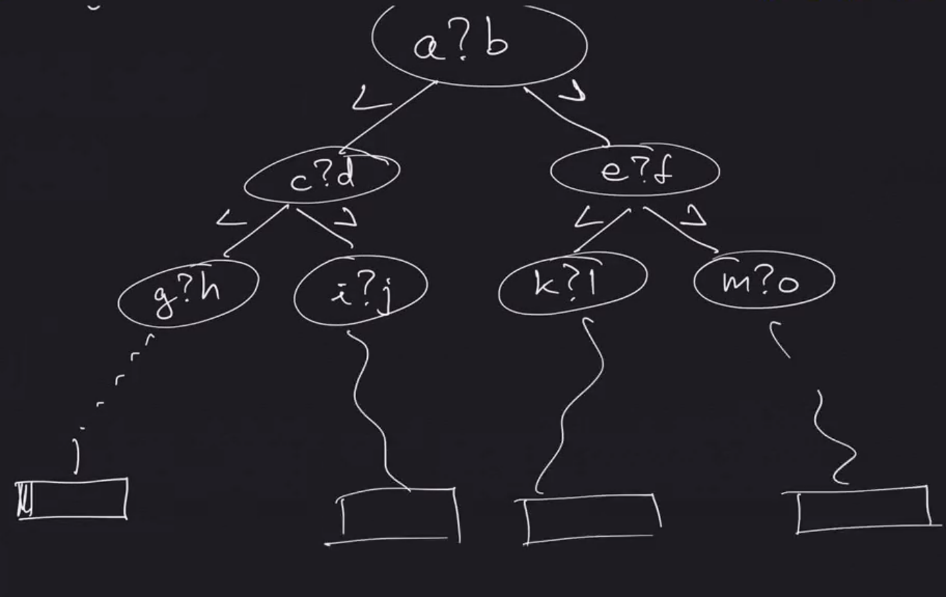 a?b
< >
c?d e?f
< > < >
g?h i?j k?l m?o